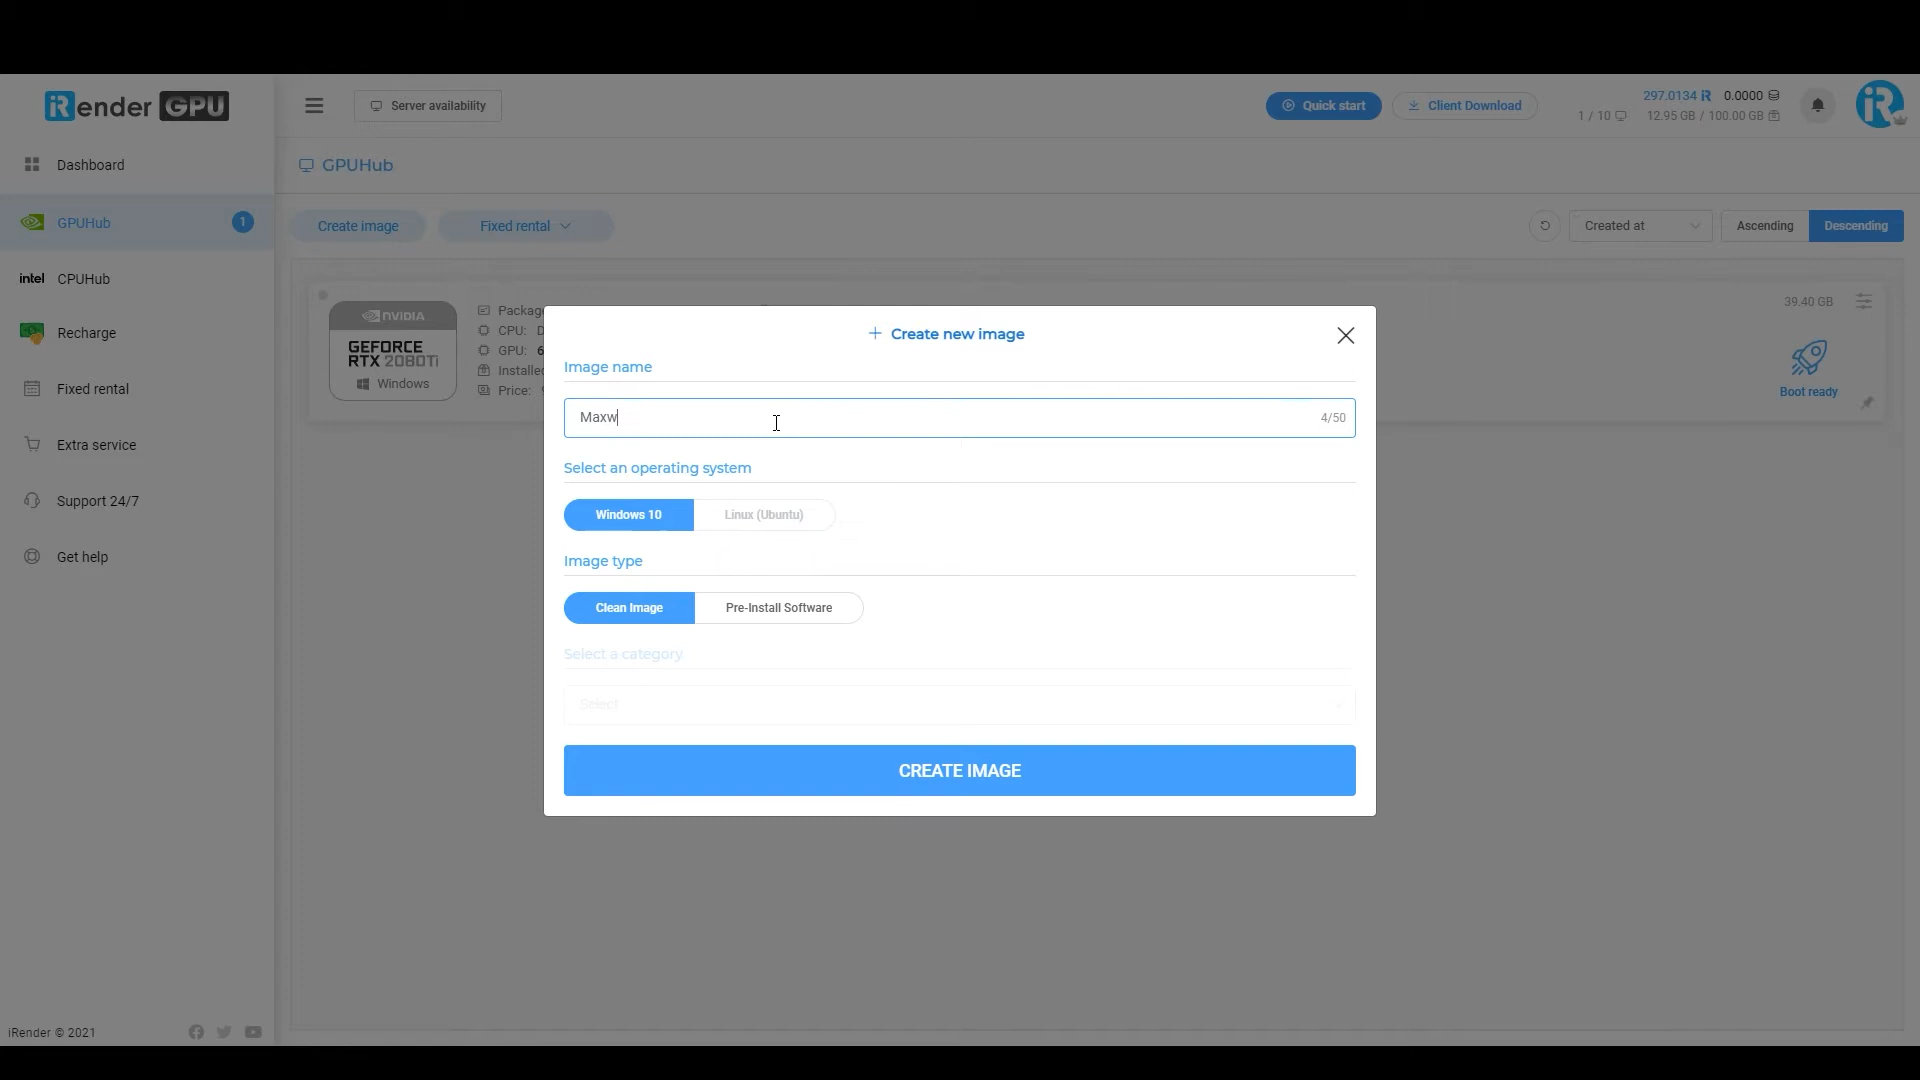 iRender GPU
Server availability
Quick start
Client Download
297.0134 iR 0.0000
1 / 10
12.95 GB / 100.00 GB
iR
Dashboard
GPUHub
1
intel CPUHub
Recharge
Fixed rental
Extra service
Support 24/7
Get help
GPUHub
Create image
Fixed rental
Created at
Ascending
Descending
NVIDIA
GEFORCE
RTX 2080Ti
Windows
CPU:
GPU: 6
Price:
39.40 GB
Boot ready
+ Create new image
Image name
Maxw
4/50
Select an operating system
Windows 10
Linux (Ubuntu)
Image type
Clean Image
Pre-Install Software
Select a category
Select
CREATE IMAGE
iRender © 2021